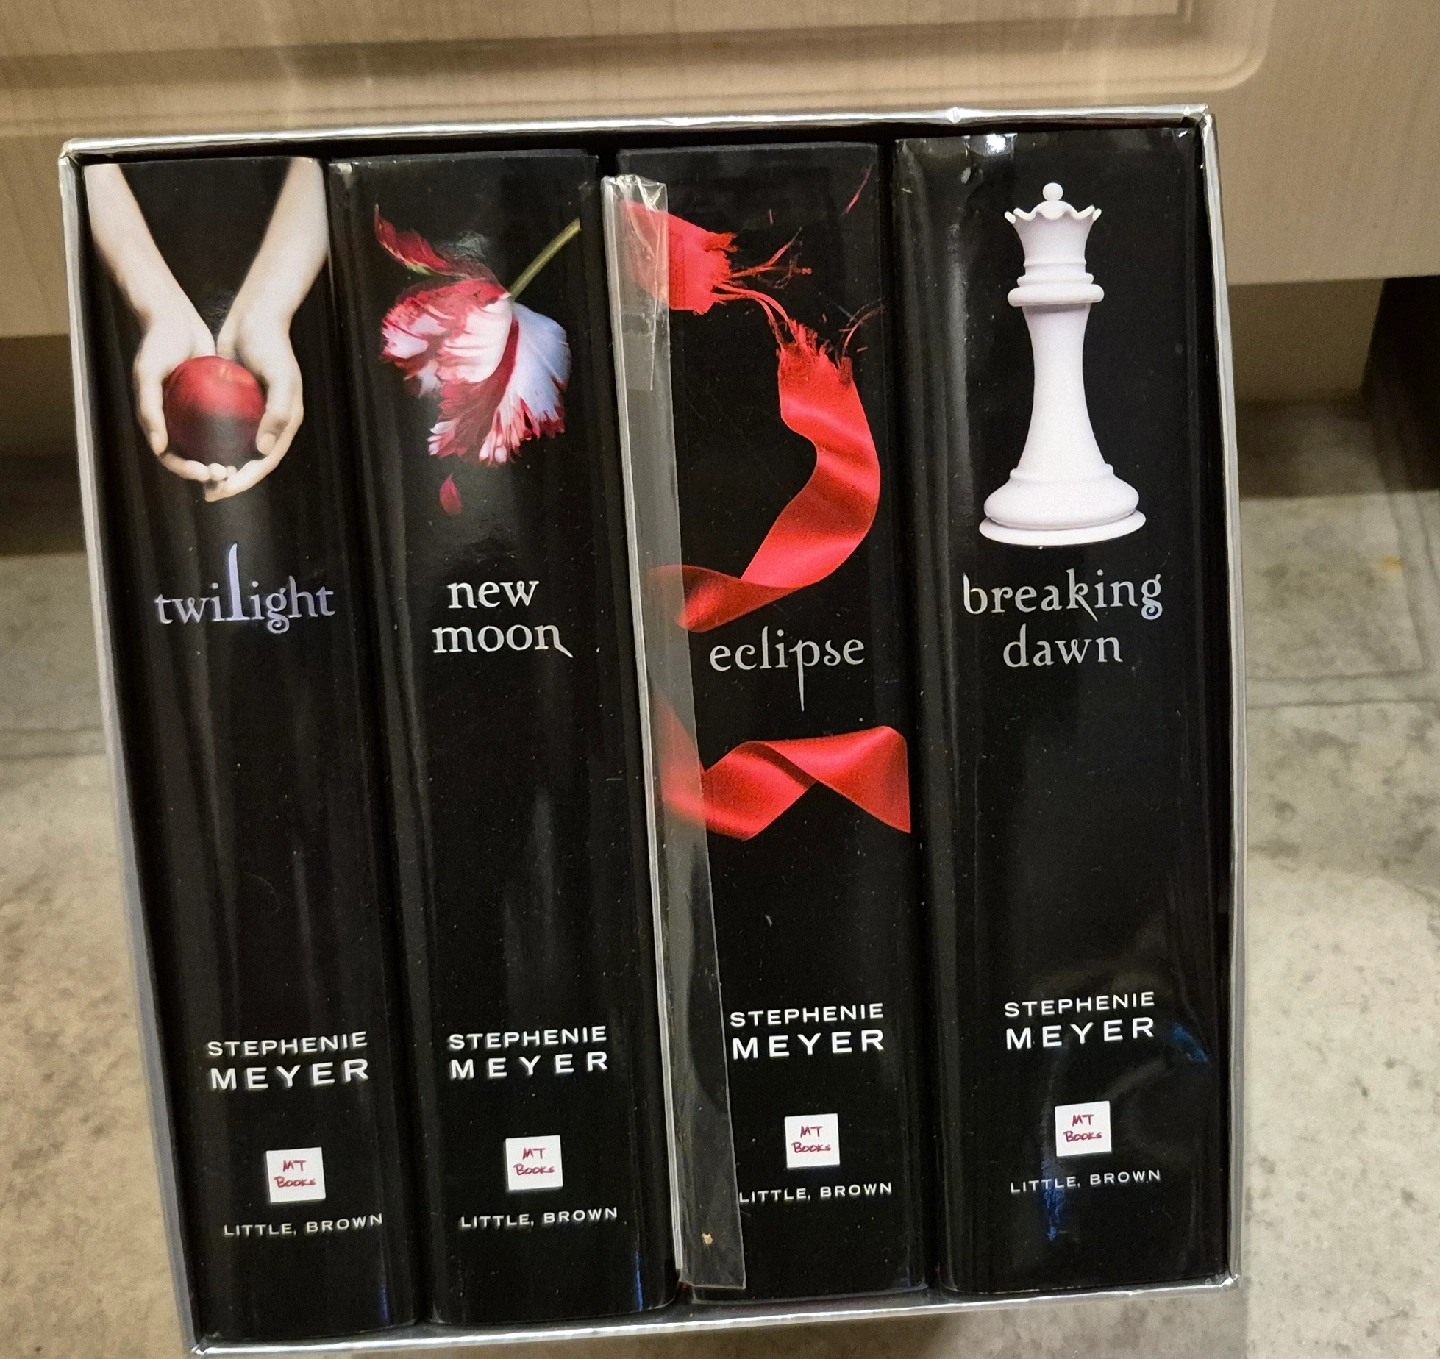 twilight
STEPHENIE
MEYER
MT
BOOKS
LITTLE, BROWN
new
moon
STEPHENIE
MEYER
MT
BOOKS
LITTLE, BROWN
eclipse
STEPHENIE
MEYER
MT
BOOKS
LITTLE, BROWN
breaking
dawn
STEPHENIE
MEYER
MT
BOOKS
LITTLE, BROWN